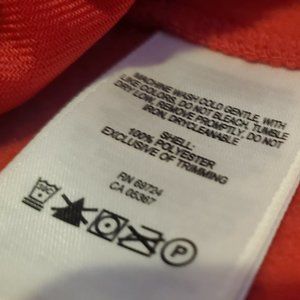 MACHINE WASH COLD GENTLE, WITH
LIKE COLORS, DO NOT BLEACH, TUMBLE
DRY LOW, REMOVE PROMPTLY, DO NOT
IRON, DRYCLEANABLE
SHELL:
100% POLYESTER
EXCLUSIVE OF TRIMMING
RN 68724
CA 05367
P